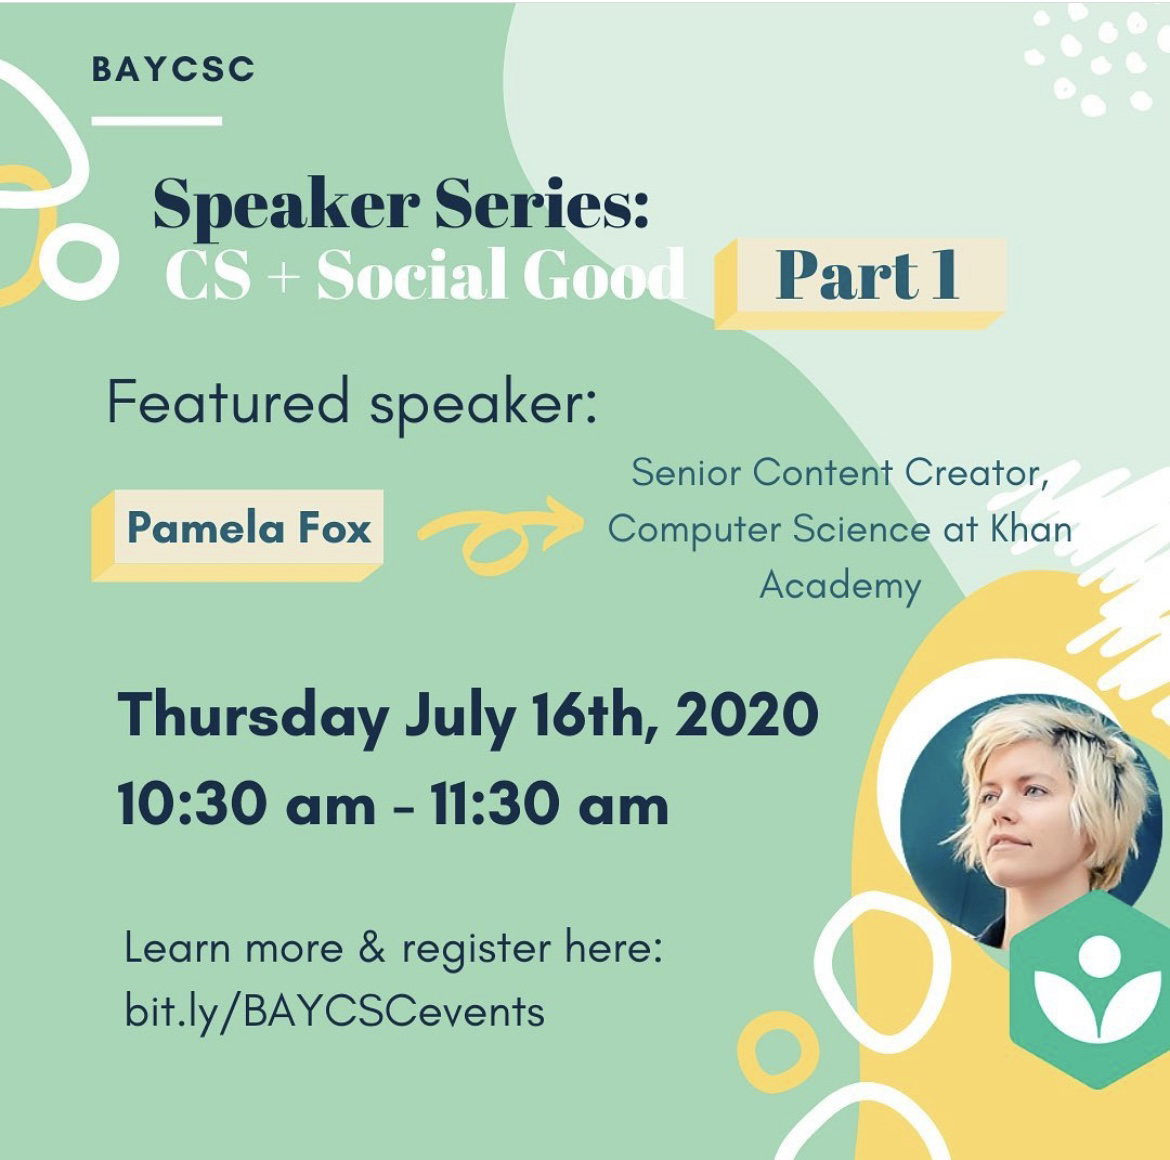 BAYCSC
Speaker Series:
CS + Social Good Part 1
Featured speaker:
Pamela Fox
Senior Content Creator,
Computer Science at Khan
Academy
Thursday July 16th, 2020
10:30 am - 11:30 am
Learn more & register here:
bit.ly/BAYCSCevents